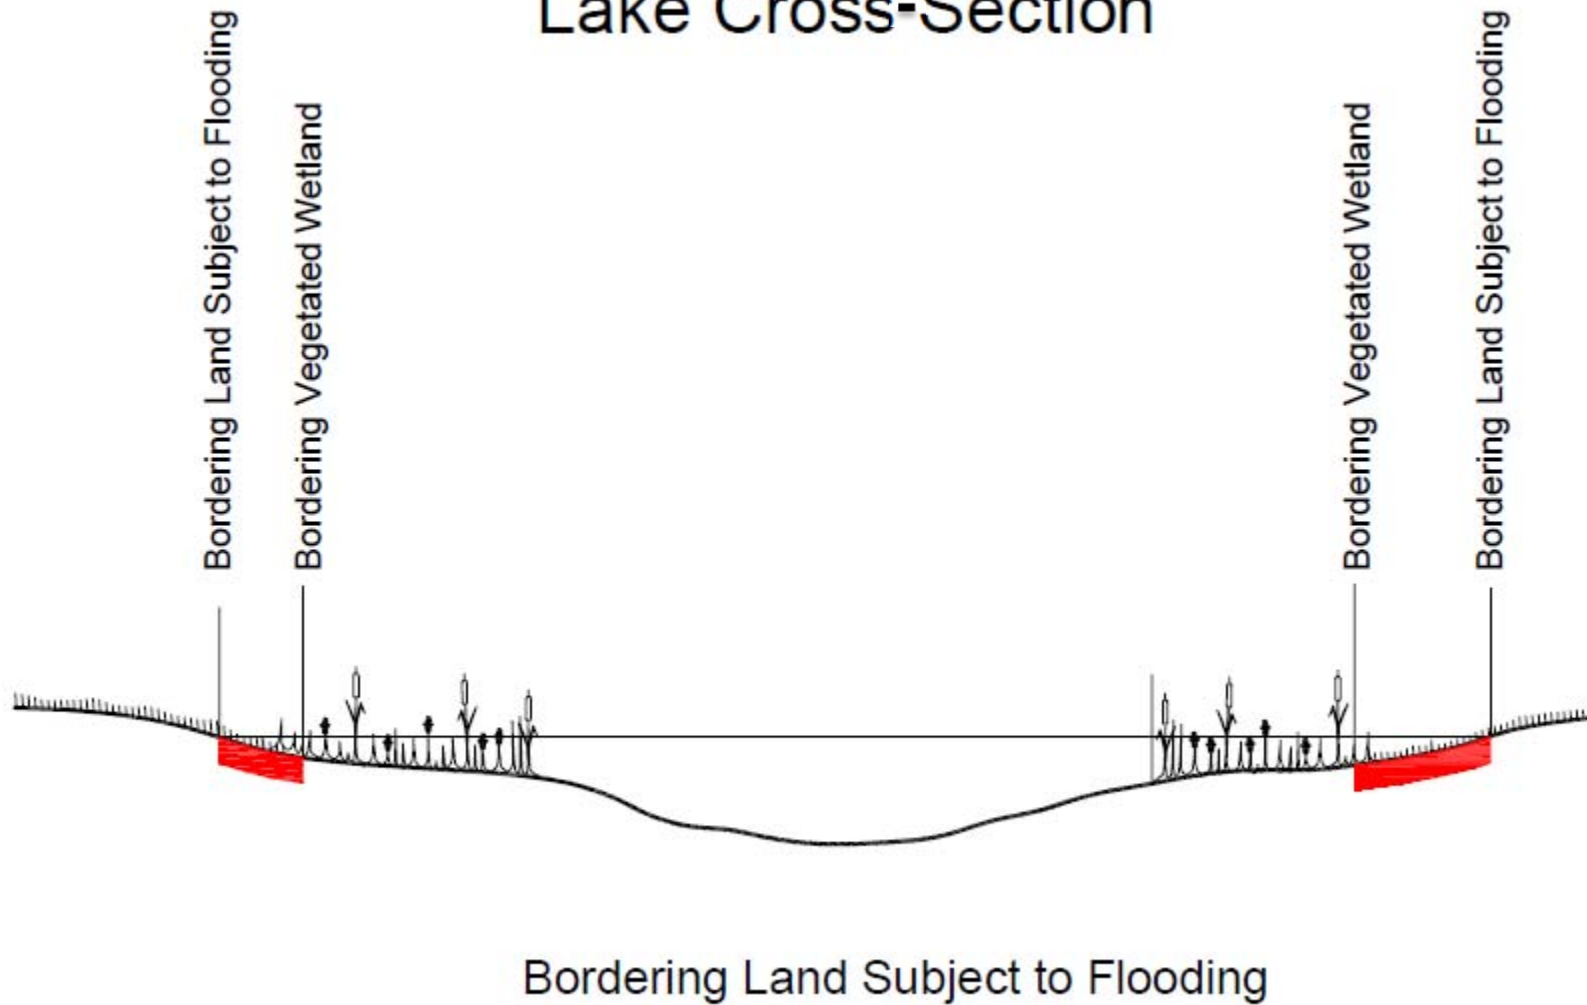 Lake Cross-Section
Bordering Land Subject to Flooding
Bordering Vegetated Wetland
Bordering Vegetated Wetland
Bordering Land Subject to Flooding
Bordering Land Subject to Flooding